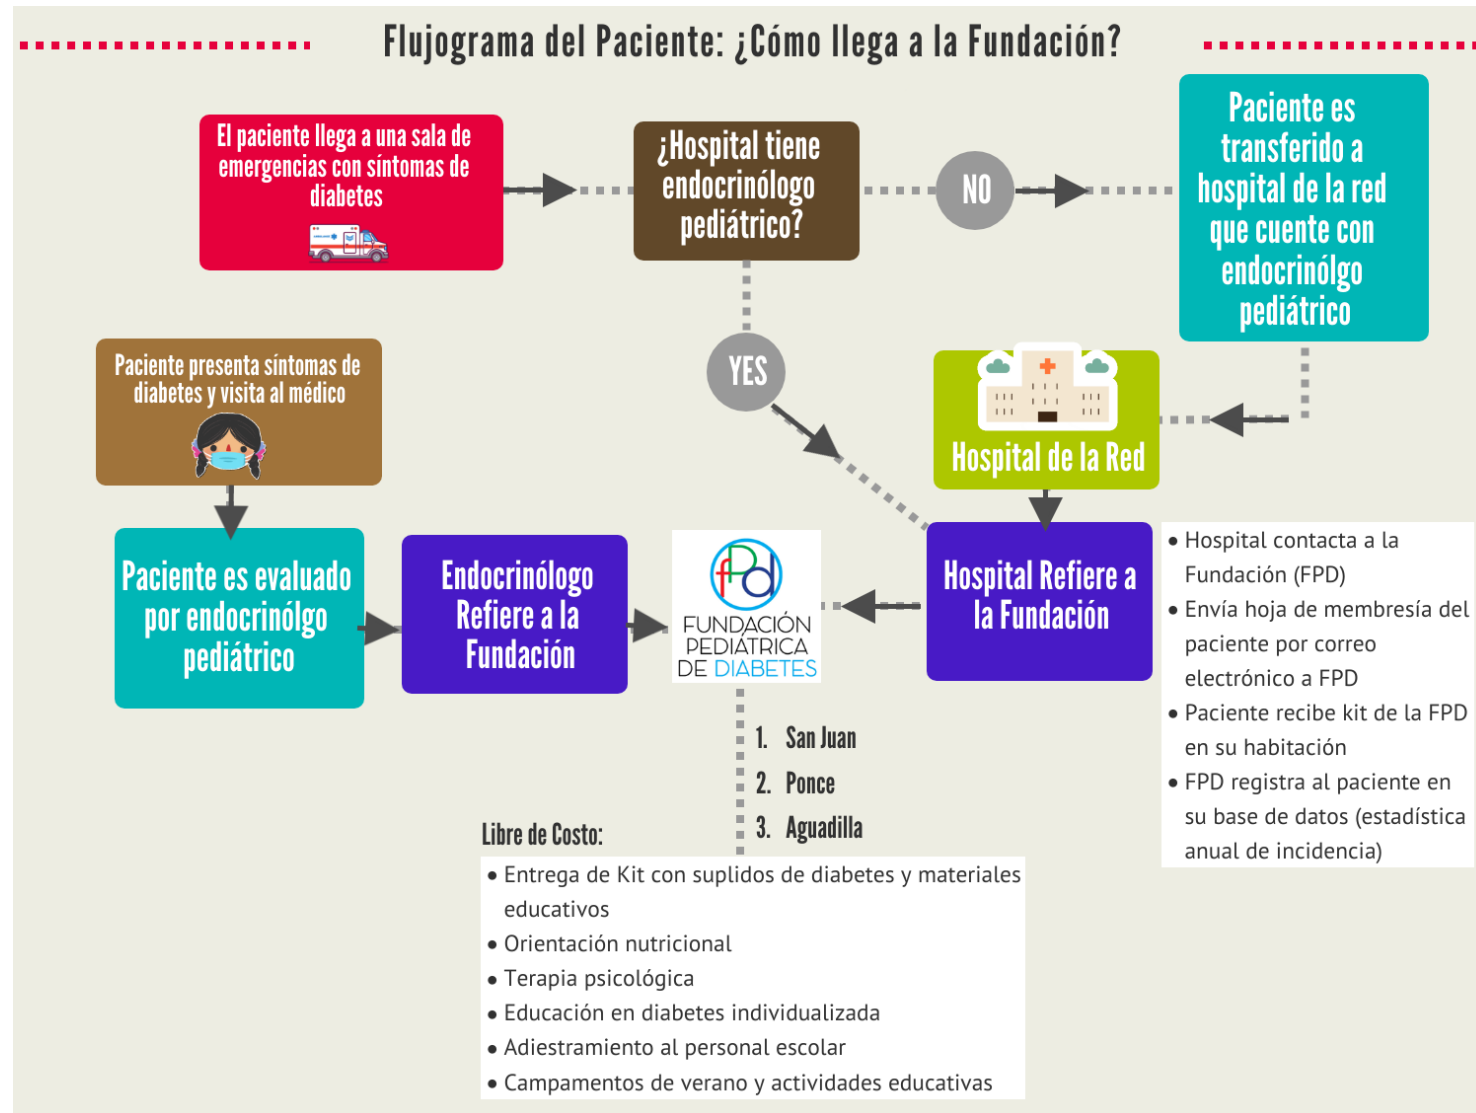 Flujograma del Paciente: ¿Cómo llega a la Fundación?
El paciente llega a una sala de
emergencias con síntomas de
diabetes
¿Hospital tiene
endocrinólogo
pediátrico?
NO
Paciente es
transferido a
hospital de la red
que cuente con
endocrinólgo
pediátrico
YES
Hospital de la Red
Paciente presenta síntomas de
diabetes y visita al médico
Paciente es evaluado
por endocrinólgo
pediátrico
Endocrinólogo
Refiere a la
Fundación
fPd
FUNDACIÓN
PEDIÁTRICA
DE DIABETES
Hospital Refiere a
la Fundación
• Hospital contacta a la
Fundación (FPD)
• Envía hoja de membresía del
paciente por correo
electrónico a FPD
• Paciente recibe kit de la FPD
en su habitación
• FPD registra al paciente en
su base de datos (estadística
anual de incidencia)
1. San Juan
2. Ponce
3. Aguadilla
Libre de Costo:
• Entrega de Kit con suplidos de diabetes y materiales
educativos
• Orientación nutricional
• Terapia psicológica
• Educación en diabetes individualizada
• Adiestramiento al personal escolar
• Campamentos de verano y actividades educativas